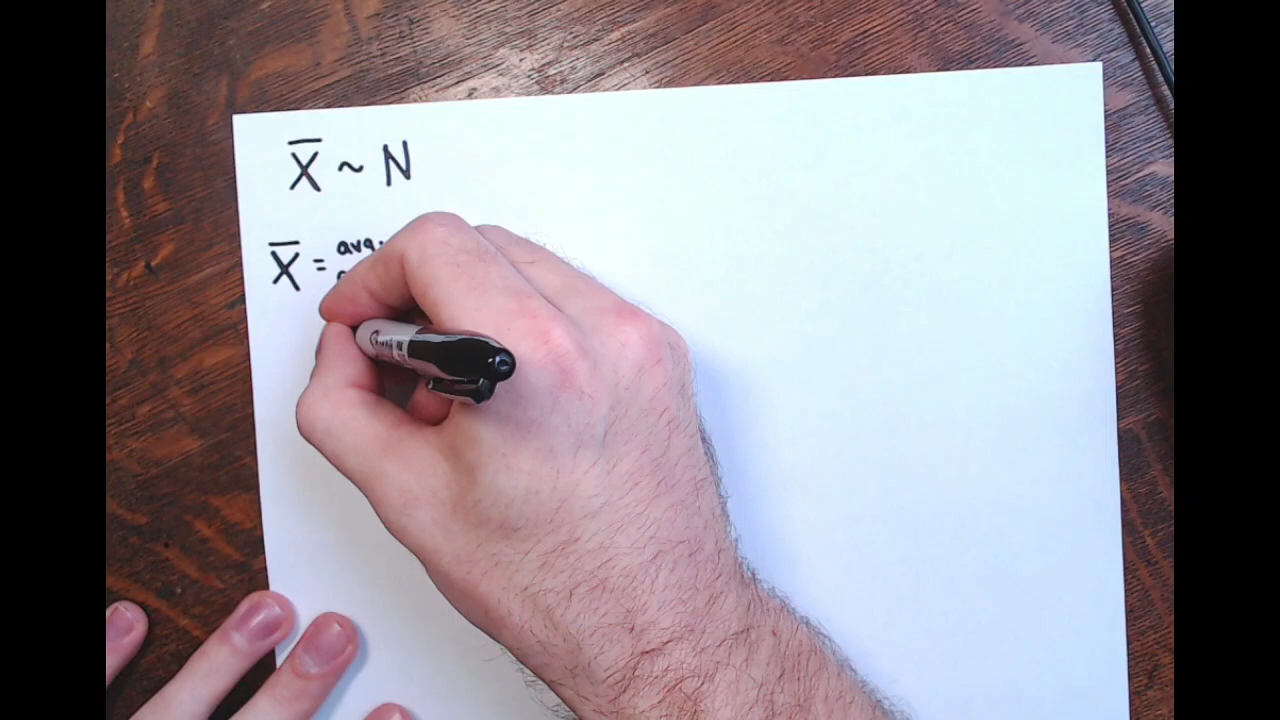 X̅ ~ N
X̅ = avg.